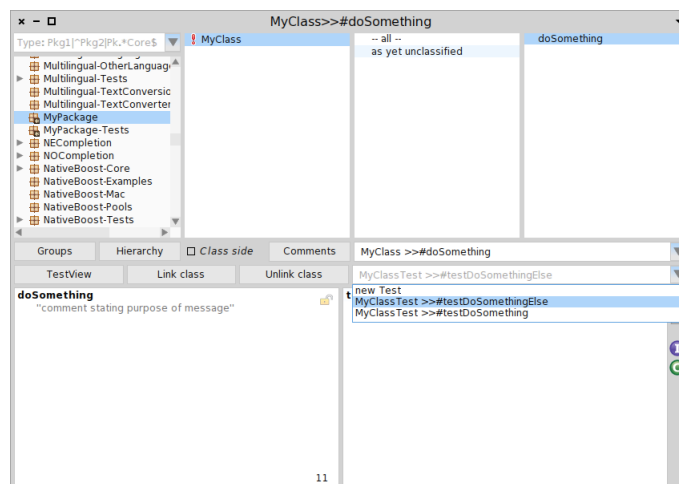 MyClass>>#doSomething
Type: Pkg1|^Pkg2|Pk.*Core$
Multilingual-OtherLanguage
Multilingual-Tests
Multilingual-TextConversio
Multilingual-TextConverter
MyPackage
MyPackage-Tests
NECompletion
NOCompletion
NativeBoost-Core
NativeBoost-Examples
NativeBoost-Mac
NativeBoost-Pools
NativeBoost-Tests
MyClass
-- all --
as yet unclassified
doSomething
Groups
Hierarchy
Class side
Comments
MyClass >>#doSomething
TestView
Link class
Unlink class
MyClassTest >>#testDoSomethingElse
new Test
MyClassTest >>#testDoSomethingElse
MyClassTest >>#testDoSomething
doSomething
"comment stating purpose of message"
t
11